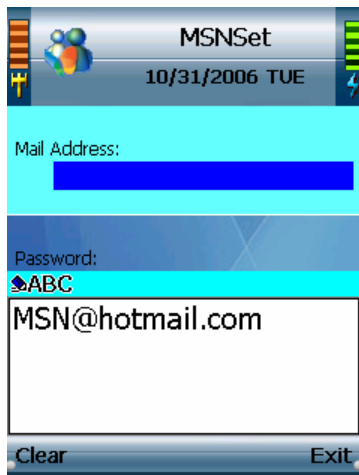 MSNSet
10/31/2006 TUE
Mail Address:
Password:
ABC
MSN@hotmail.com
Clear Exit